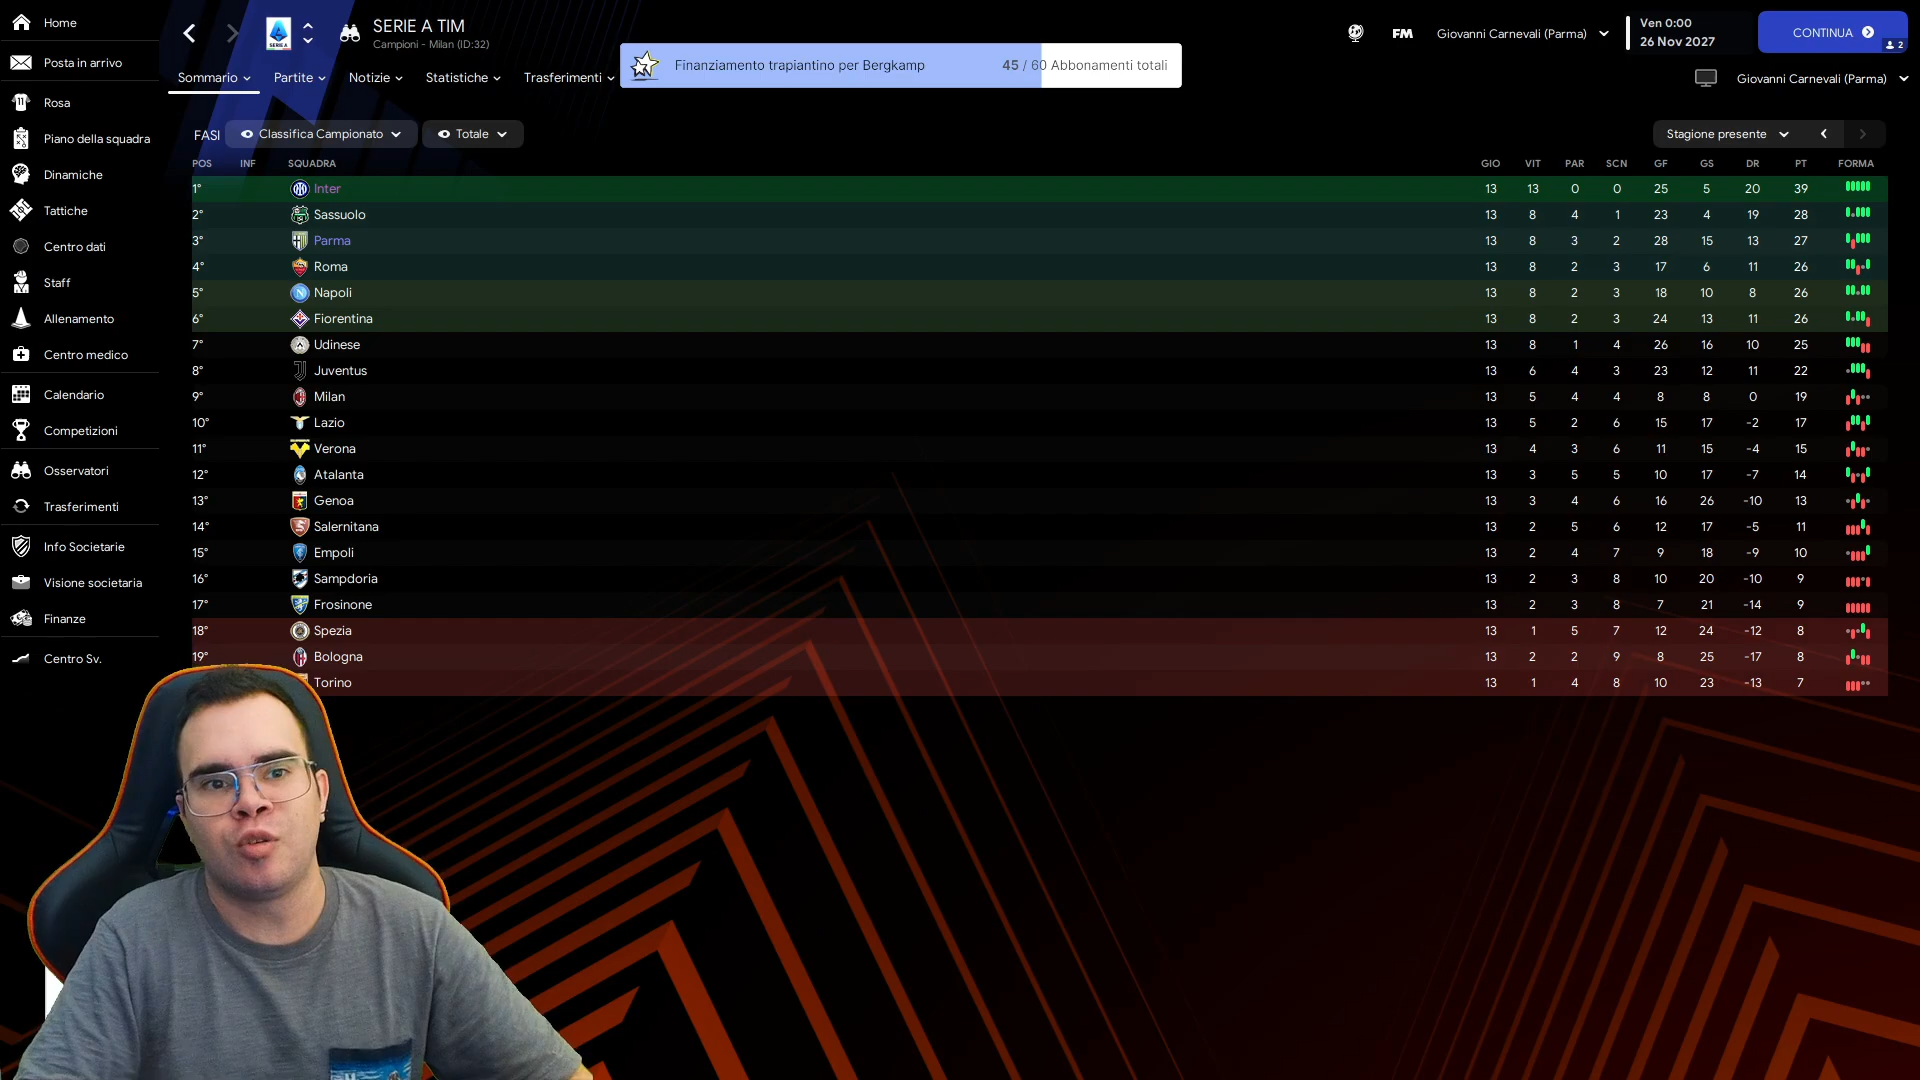 Home
Posta in arrivo
Rosa
Piano della squadra
Dinamiche
Tattiche
Centro dati
Staff
Allenamento
Centro medico
Calendario
Competizioni
Osservatori
Trasferimenti
Info Societarie
Visione societaria
Finanze
Centro Sv.
SERIE A TIM
Campioni - Milan (ID:32)
Sommario Partite Notizie Statistiche Trasferimenti
Finanziamento trapiantino per Bergkamp 45 / 60 Abbonamenti totali
FM Giovanni Carnevali (Parma)
Ven 0:00
26 Nov 2027
CONTINUA
2
Giovanni Carnevali (Parma)
FASI Classifica Campionato Totale
Stagione presente
POS INF SQUADRA GIO VIT PAR SCN GF GS DR PT FORMA
1° Inter 13 13 0 0 25 5 20 39
2° Sassuolo 13 8 4 1 23 4 19 28
3° Parma 13 8 3 2 28 15 13 27
4° Roma 13 8 2 3 17 6 11 26
5° Napoli 13 8 2 3 18 10 8 26
6° Fiorentina 13 8 2 3 24 13 11 26
7° Udinese 13 8 1 4 26 16 10 25
8° Juventus 13 6 4 3 23 12 11 22
9° Milan 13 5 4 4 8 8 0 19
10° Lazio 13 5 2 6 15 17 -2 17
11° Verona 13 4 3 6 11 15 -4 15
12° Atalanta 13 3 5 5 10 17 -7 14
13° Genoa 13 3 4 6 16 26 -10 13
14° Salernitana 13 2 5 6 12 17 -5 11
15° Empoli 13 2 4 7 9 18 -9 10
16° Sampdoria 13 2 3 8 10 20 -10 9
17° Frosinone 13 2 3 8 7 21 -14 9
18° Spezia 13 1 5 7 12 24 -12 8
19° Bologna 13 2 2 9 8 25 -17 8
Torino 13 1 4 8 10 23 -13 7